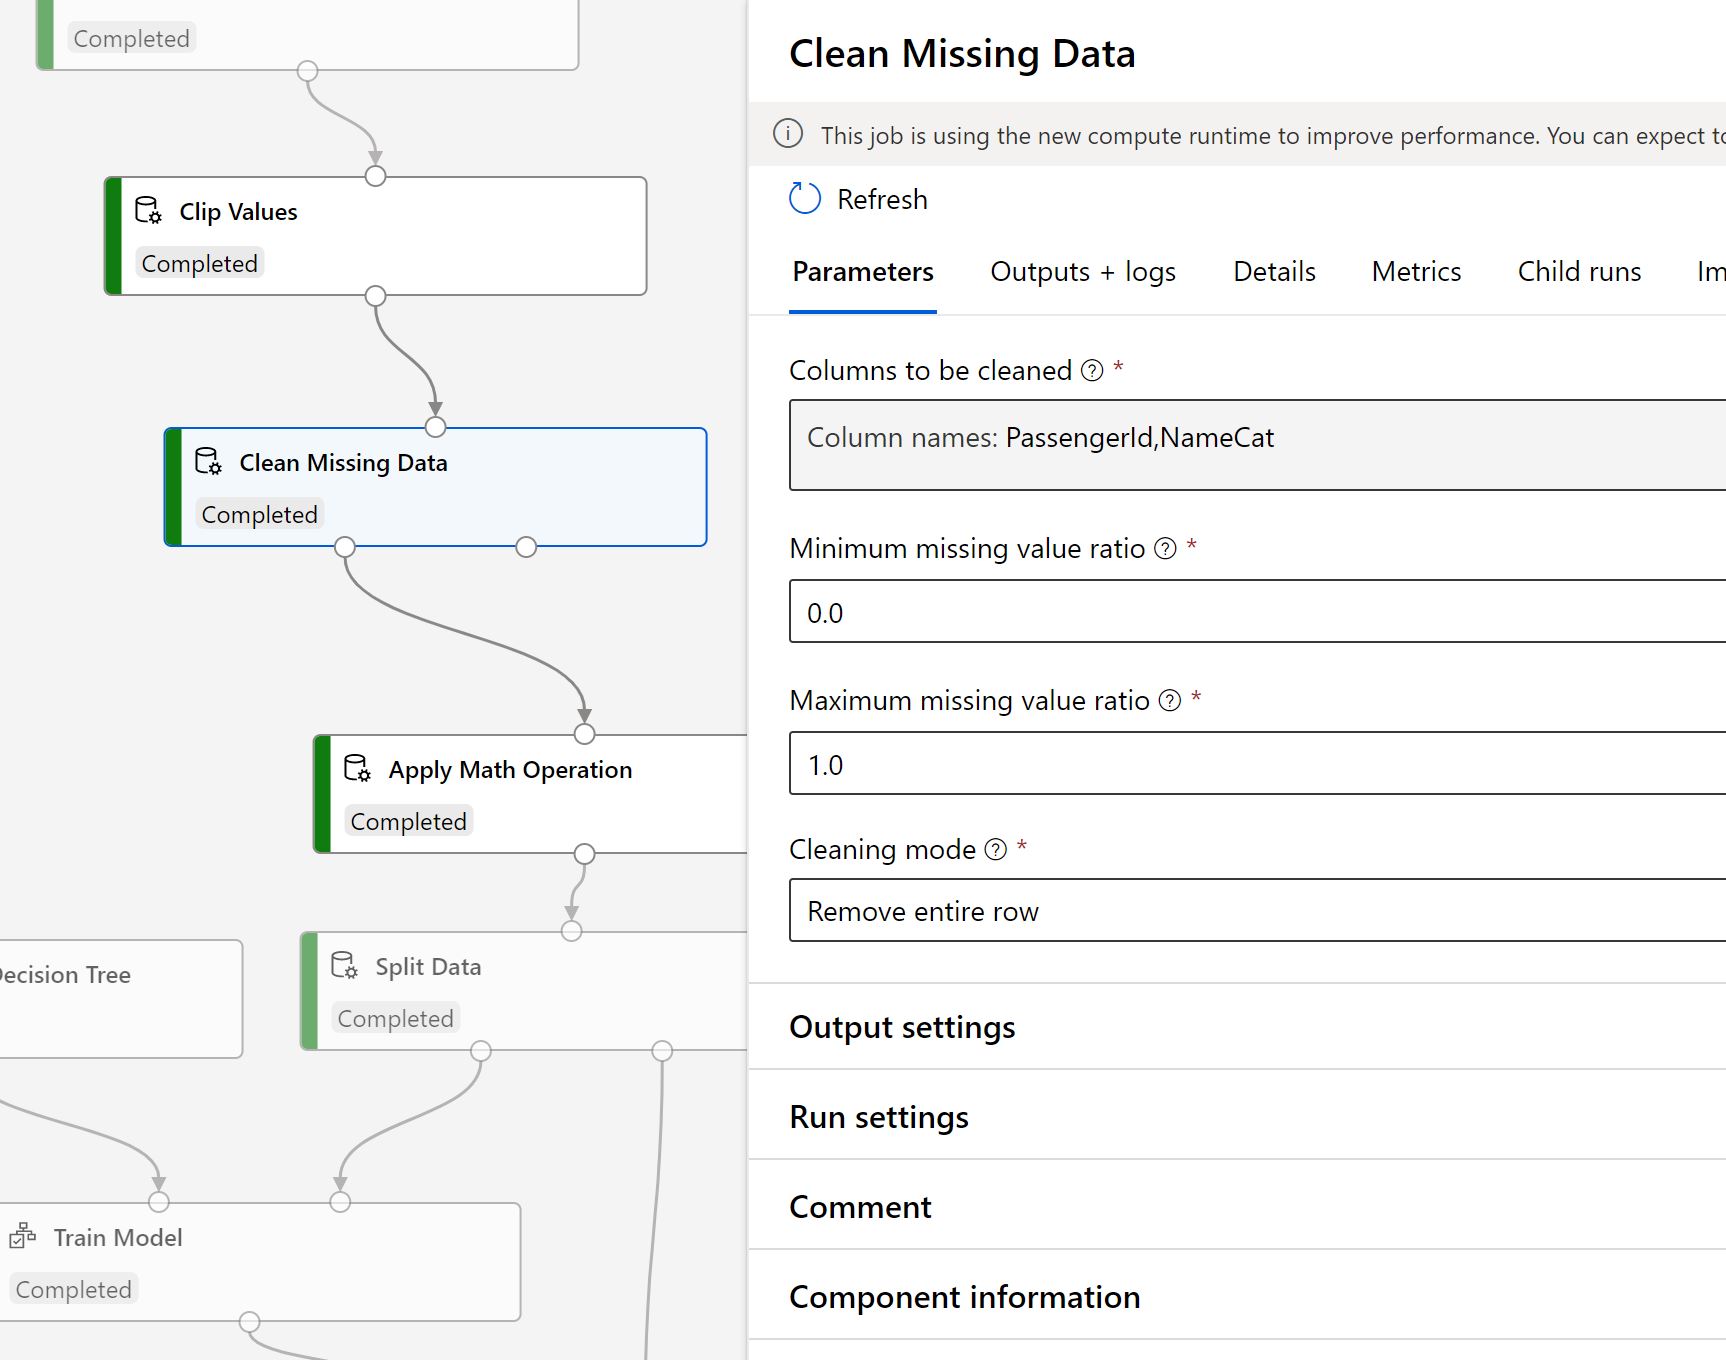 Completed
Clip Values
Completed
Clean Missing Data
Completed
Apply Math Operation
Completed
Split Data
Completed
Decision Tree
Train Model
Completed
Clean Missing Data
This job is using the new compute runtime to improve performance. You can expect to
Refresh
Parameters Outputs + logs Details Metrics Child runs Im
Columns to be cleaned ? *
Column names: PassengerId,NameCat
Minimum missing value ratio ? *
0.0
Maximum missing value ratio ? *
1.0
Cleaning mode ? *
Remove entire row
Output settings
Run settings
Comment
Component information